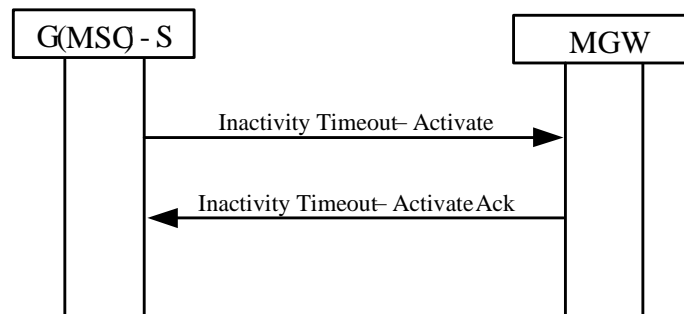 G(MSC) - S
MGW
Inactivity Timeout – Activate
Inactivity Timeout – Activate Ack